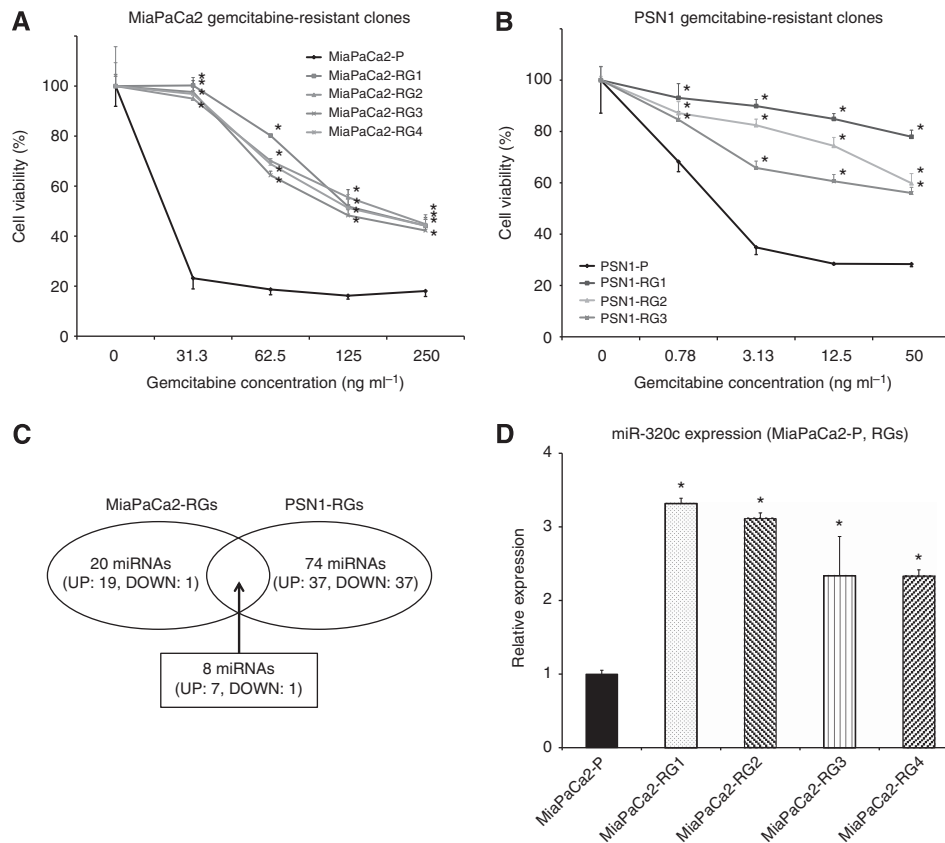 A
MiaPaCa2 gemcitabine-resistant clones
Cell viability (%)
100
80
60
40
20
0
MiaPaCa2-P
MiaPaCa2-RG1
MiaPaCa2-RG2
MiaPaCa2-RG3
MiaPaCa2-RG4
* * * * * * * * * * * * * * *
0 31.3 62.5 125 250
Gemcitabine concentration (ng ml⁻¹)
B
PSN1 gemcitabine-resistant clones
Cell viability (%)
100
80
60
40
20
0
* * * * * * * * * * *
PSN1-P
PSN1-RG1
PSN1-RG2
PSN1-RG3
0 0.78 3.13 12.5 50
Gemcitabine concentration (ng ml⁻¹)
C
MiaPaCa2-RGs PSN1-RGs
20 miRNAs
(UP: 19, DOWN: 1)
74 miRNAs
(UP: 37, DOWN: 37)
8 miRNAs
(UP: 7, DOWN: 1)
D
miR-320c expression (MiaPaCa2-P, RGs)
Relative expression
4
3
2
1
0
* * * *
MiaPaCa2-P
MiaPaCa2-RG1
MiaPaCa2-RG2
MiaPaCa2-RG3
MiaPaCa2-RG4